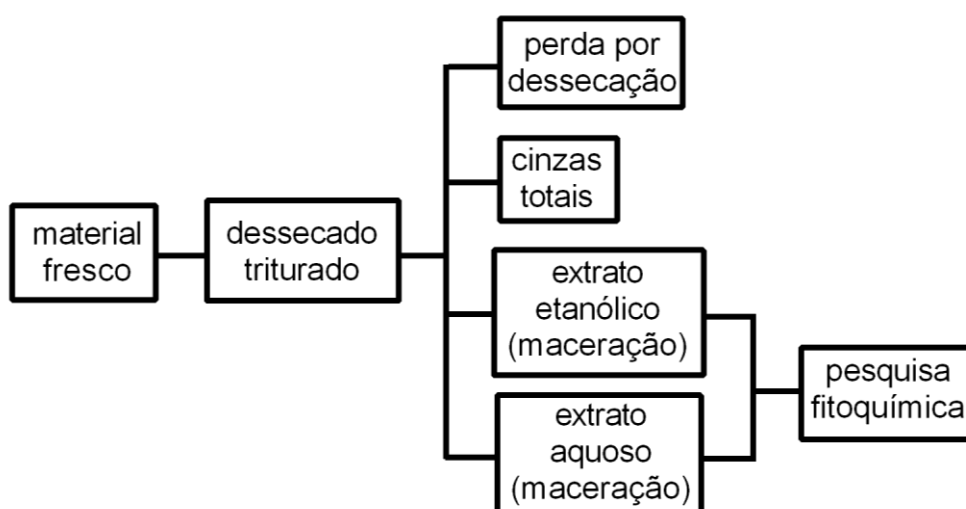 perda por
dessecação
cinzas
totais
material
fresco
dessecado
triturado
extrato
etanólico
(maceração)
extrato
aquoso
(maceração)
pesquisa
fitoquímica